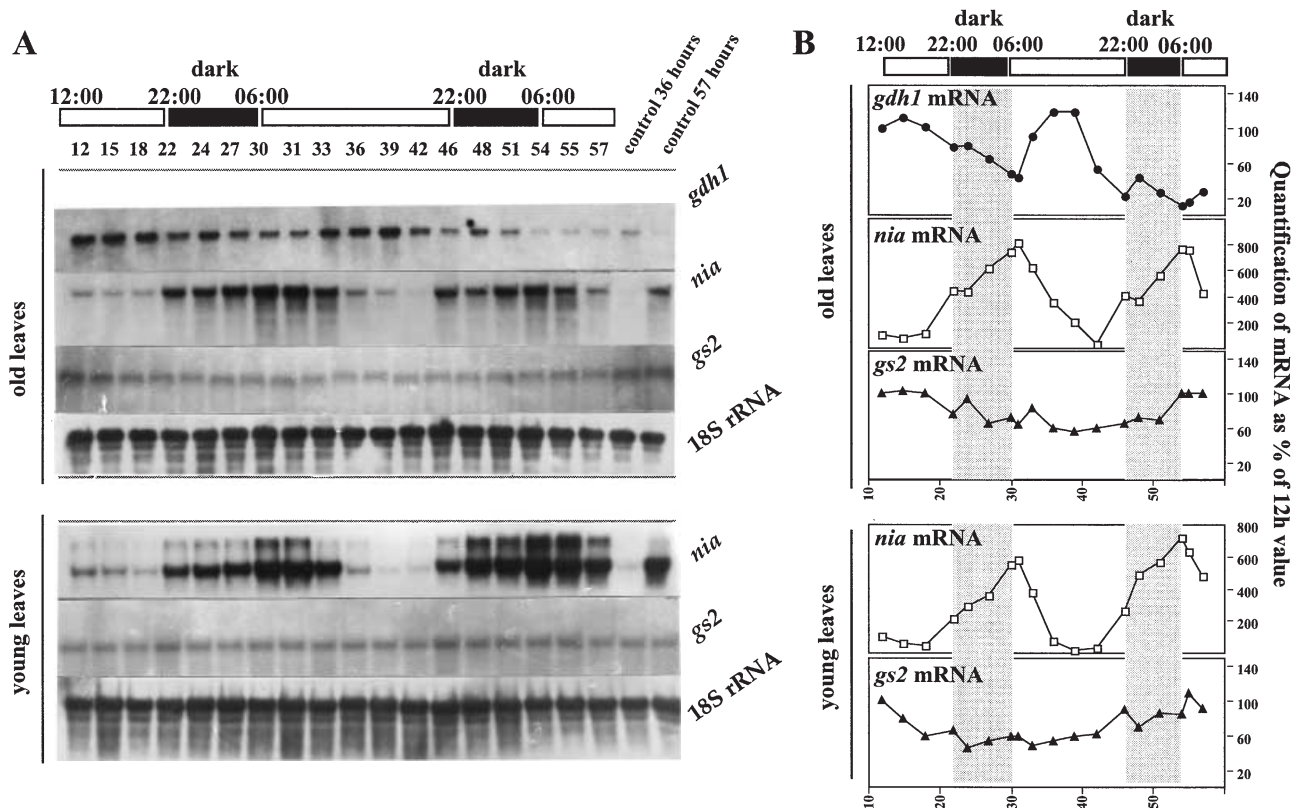 A
dark
dark
12:00 22:00 06:00 22:00 06:00
12 15 18 22 24 27 30 31 33 36 39 42 46 48 51 54 55 57 control 36 hours control 57 hours
old leaves
gdh1
nia
gs2
18S rRNA
young leaves
nia
gs2
18S rRNA
B
dark
dark
12:00 22:00 06:00 22:00 06:00
old leaves
gdh1 mRNA
140
100
60
20
nia mRNA
800
600
400
200
gs2 mRNA
140
100
60
20
10 20 30 40 50
young leaves
nia mRNA
800
600
400
200
gs2 mRNA
140
100
60
20
10 20 30 40 50
Quantification of mRNA as % of 12h value